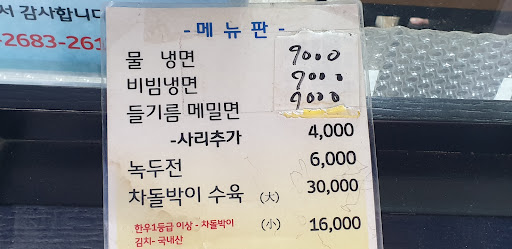 서 감사합니다
-2683-261
- 메 뉴 판 -
물 냉면 9000
비빔냉면 9000
들기름 메밀면 9000
-사리추가 4,000
녹두전 6,000
차돌박이 수육 (大) 30,000
한우1등급 이상 - 차돌박이 (小) 16,000
김치- 국내산